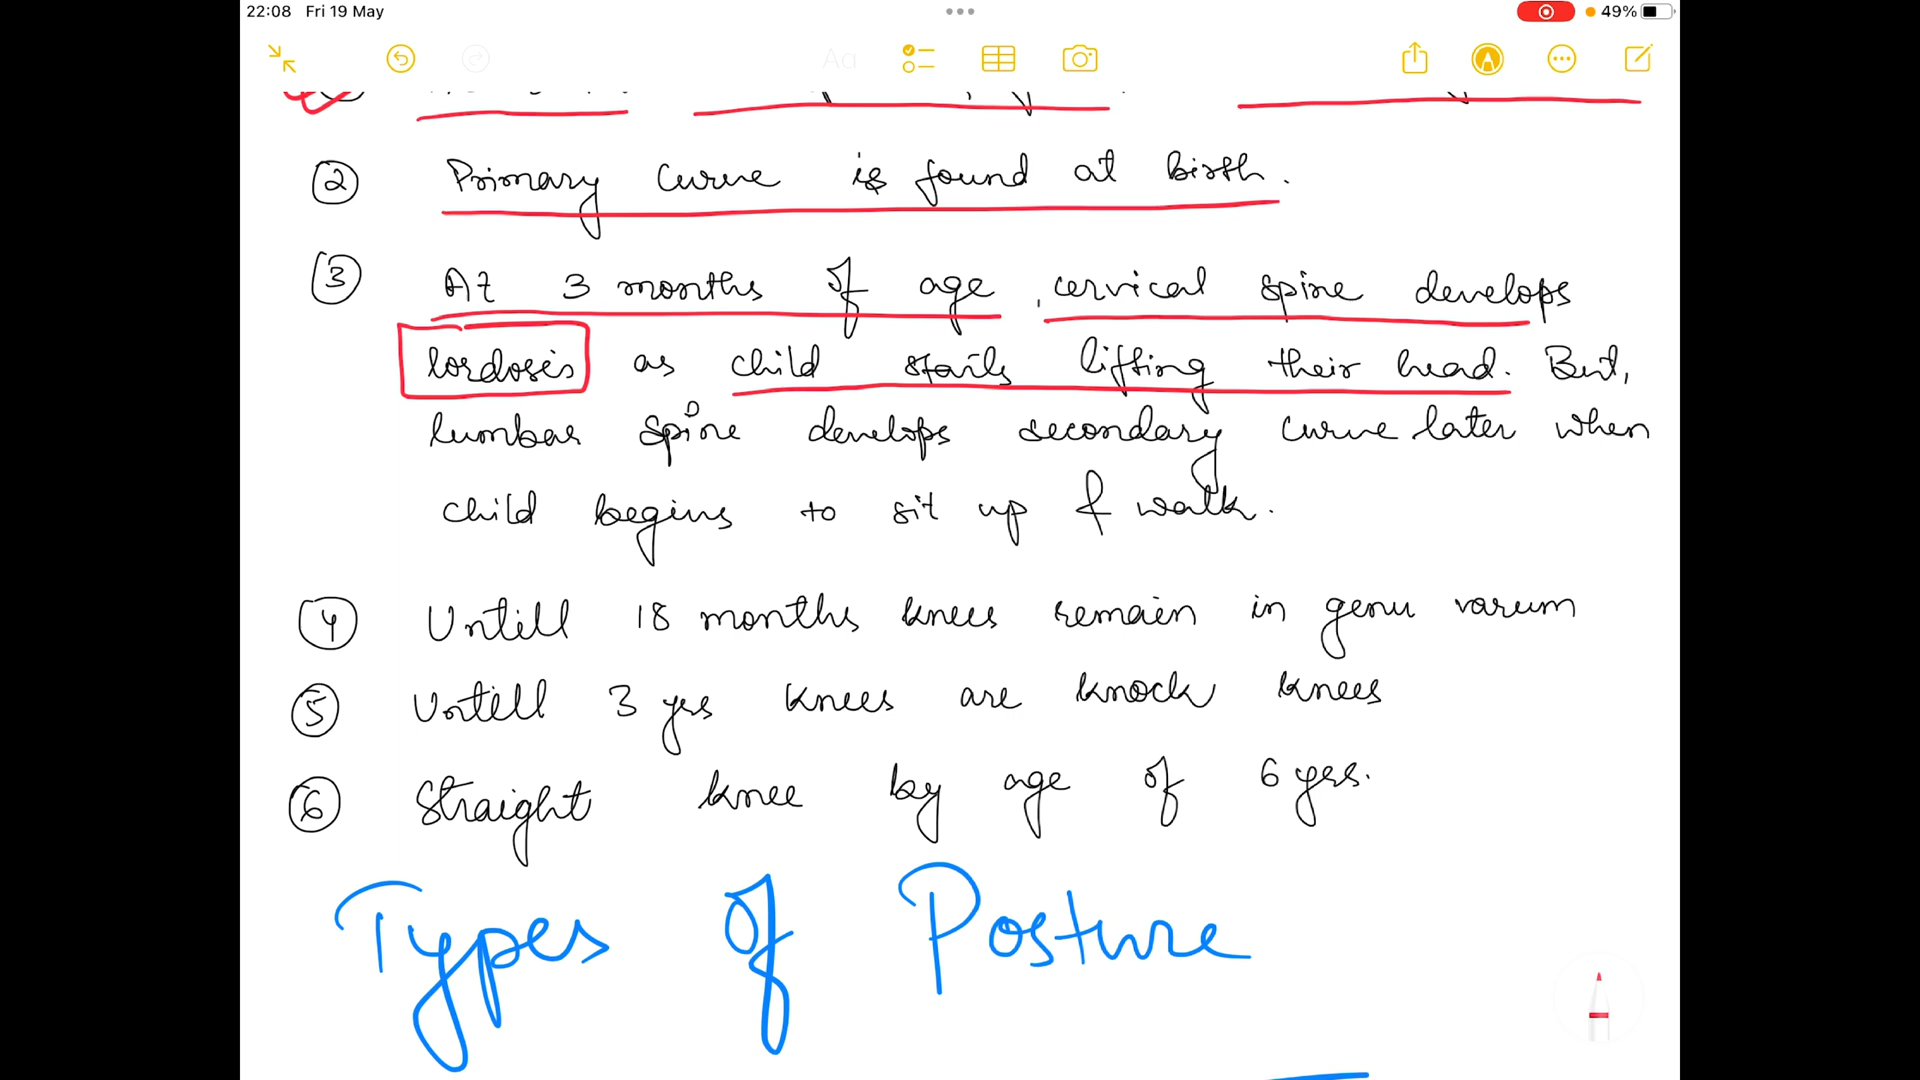 22:08 Fri 19 May
49%
Aa
② Primary curve is found at birth.
③ At 3 months of age, cervical spine develops
lordosis as child starts lifting their head. But,
lumbar spine develops secondary curve later when
child begins to sit up & walk.
④ Untill 18 months knees remain in genu varum
⑤ Untill 3 yrs knees are knock knees
⑥ Straight knee by age of 6 yrs.
Types of Posture